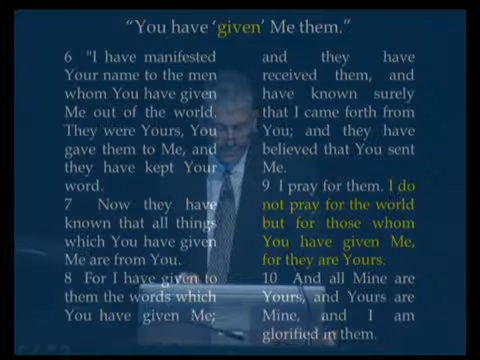 “You have ‘given’ Me them.”
6 "I have manifested
Your name to the men
whom You have given
Me out of the world.
They were Yours, You
gave them to Me, and
they have kept Your
word.
7 Now they have
known that all things
which You have given
Me are from You.
8 For I have given to
them the words which
You have given Me;
and they have
received them, and
have known surely
that I came forth from
You; and they have
believed that You sent
Me.
9 I pray for them. I do
not pray for the world
but for those whom
You have given Me,
for they are Yours.
10 And all Mine are
Yours, and Yours are
Mine, and I am
glorified in them.